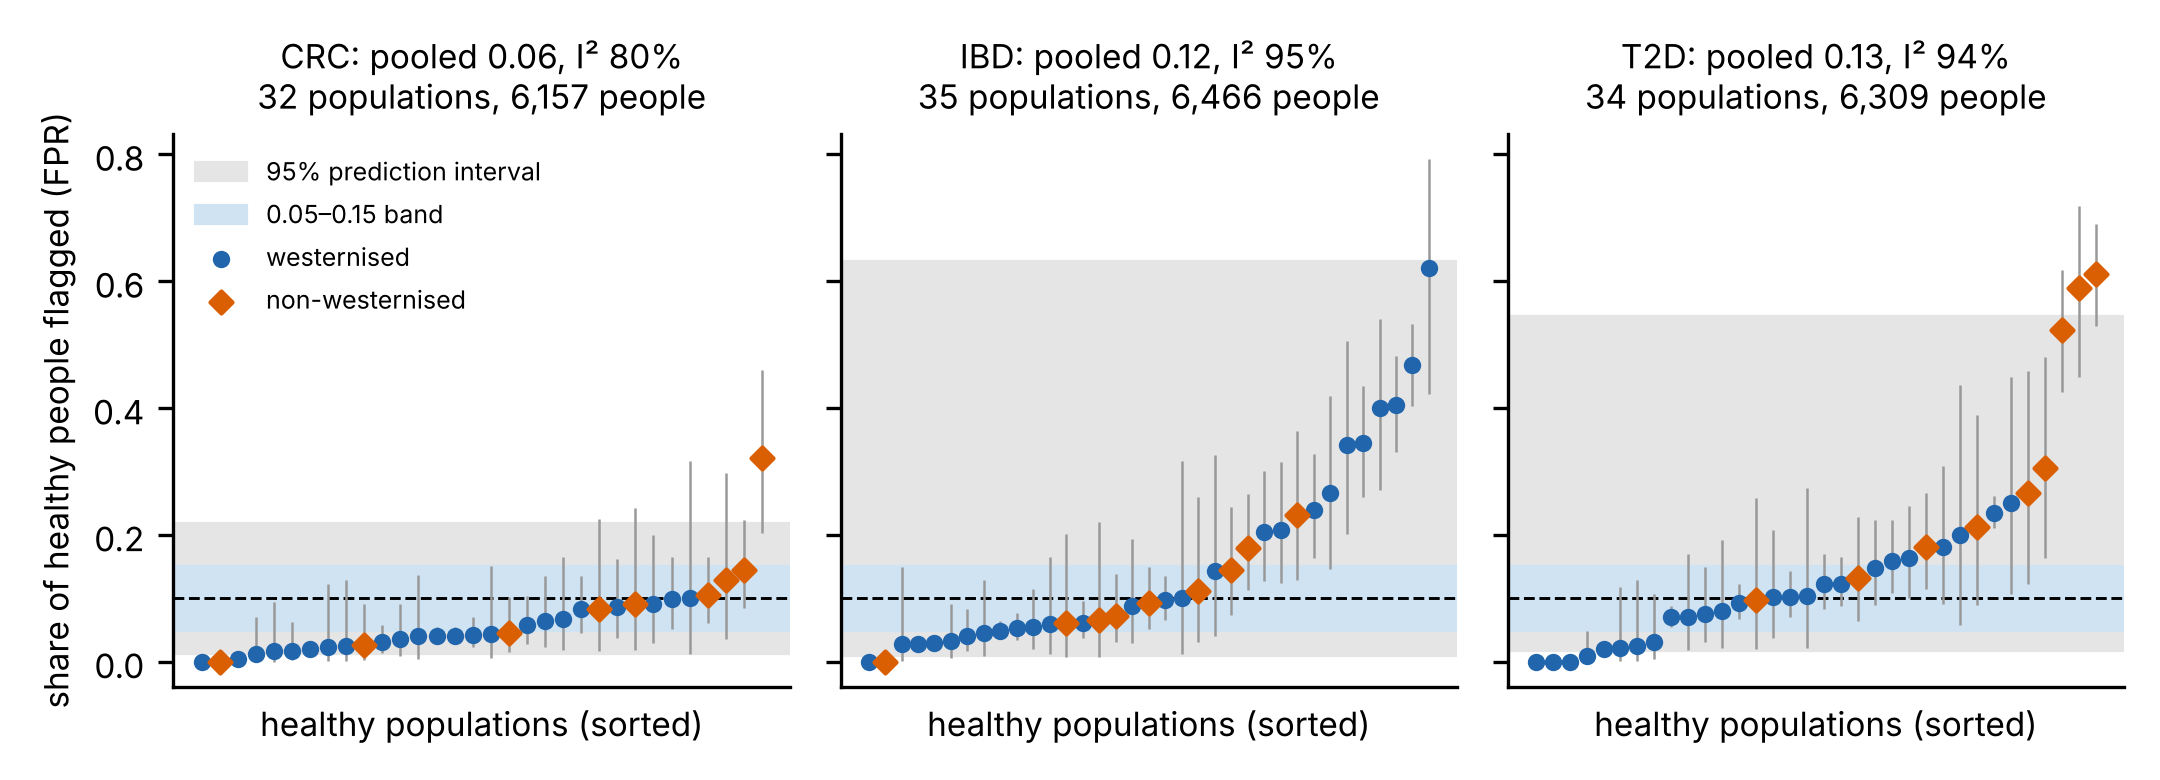 CRC: pooled 0.06, I² 80%
32 populations, 6,157 people
IBD: pooled 0.12, I² 95%
35 populations, 6,466 people
T2D: pooled 0.13, I² 94%
34 populations, 6,309 people
share of healthy people flagged (FPR)
0.8
0.6
0.4
0.2
0.0
95% prediction interval
0.05–0.15 band
westernised
non-westernised
healthy populations (sorted)
healthy populations (sorted)
healthy populations (sorted)